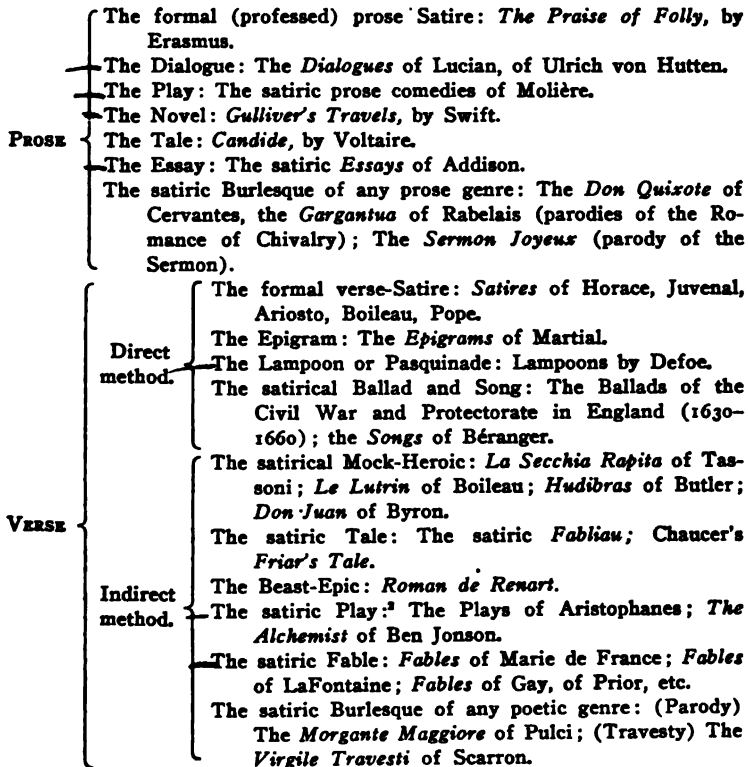 The formal (professed) prose Satire: The Praise of Folly, by
Erasmus.
The Dialogue: The Dialogues of Lucian, of Ulrich von Hutten.
The Play: The satiric prose comedies of Molière.
The Novel: Gulliver's Travels, by Swift.
PROSE
The Tale: Candide, by Voltaire.
The Essay: The satiric Essays of Addison.
The satiric Burlesque of any prose genre: The Don Quixote of
Cervantes, the Gargantua of Rabelais (parodies of the Ro-
mance of Chivalry); The Sermon Joyeux (parody of the
Sermon).
VERSE
Direct
method.
The formal verse-Satire: Satires of Horace, Juvenal,
Ariosto, Boileau, Pope.
The Epigram: The Epigrams of Martial.
The Lampoon or Pasquinade: Lampoons by Defoe.
The satirical Ballad and Song: The Ballads of the
Civil War and Protectorate in England (1630–
1660); the Songs of Béranger.
Indirect
method.
The satirical Mock-Heroic: La Secchia Rapita of Tas-
soni; Le Lutrin of Boileau; Hudibras of Butler;
Don Juan of Byron.
The satiric Tale: The satiric Fabliau; Chaucer's
Friar's Tale.
The Beast-Epic: Roman de Renart.
The satiric Play:² The Plays of Aristophanes; The
Alchemist of Ben Jonson.
The satiric Fable: Fables of Marie de France; Fables
of LaFontaine; Fables of Gay, of Prior, etc.
The satiric Burlesque of any poetic genre: (Parody)
The Morgante Maggiore of Pulci; (Travesty) The
Virgile Travesti of Scarron.